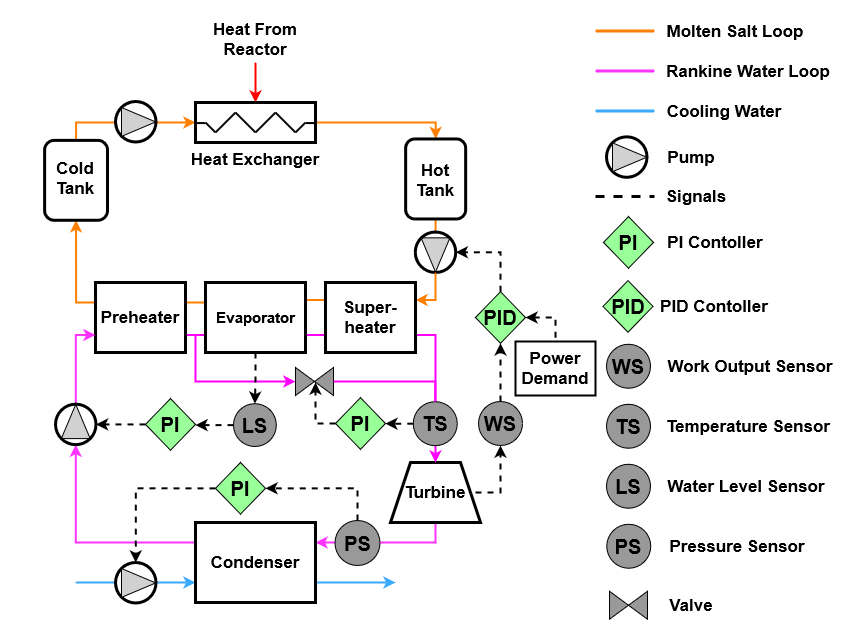 Heat From
Reactor
Heat Exchanger
Cold
Tank
Hot
Tank
Preheater
Evaporator
Super-
heater
PID
Power
Demand
PI
LS
PI
TS
WS
PI
Turbine
PS
Condenser
Molten Salt Loop
Rankine Water Loop
Cooling Water
Pump
Signals
PI
PI Contoller
PID
PID Contoller
WS
Work Output Sensor
TS
Temperature Sensor
LS
Water Level Sensor
PS
Pressure Sensor
Valve